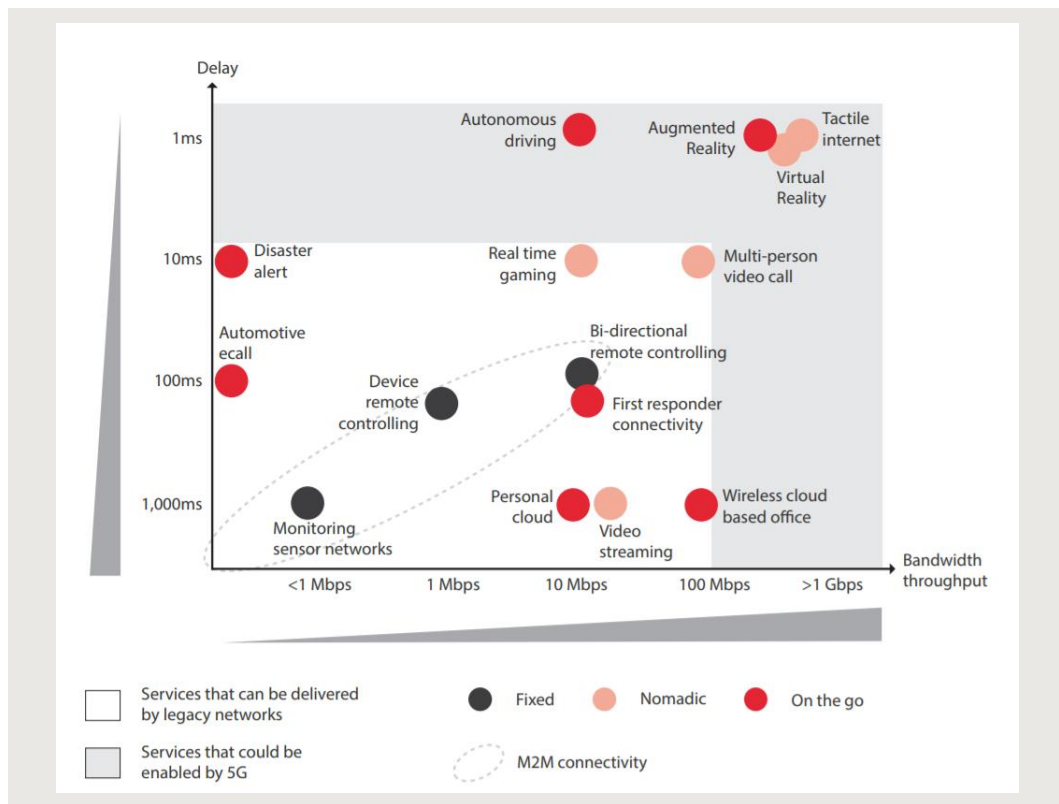 Delay
1ms
Autonomous
driving
Augmented
Reality
Tactile
internet
Virtual
Reality
10ms
Disaster
alert
Real time
gaming
Multi-person
video call
Automotive
ecall
Bi-directional
remote controlling
100ms
Device
remote
controlling
First responder
connectivity
1,000ms
Monitoring
sensor networks
Personal
cloud
Video
streaming
Wireless cloud
based office
Bandwidth
throughput
<1 Mbps
1 Mbps
10 Mbps
100 Mbps
>1 Gbps
Services that can be delivered
by legacy networks
Fixed
Nomadic
On the go
Services that could be
enabled by 5G
M2M connectivity